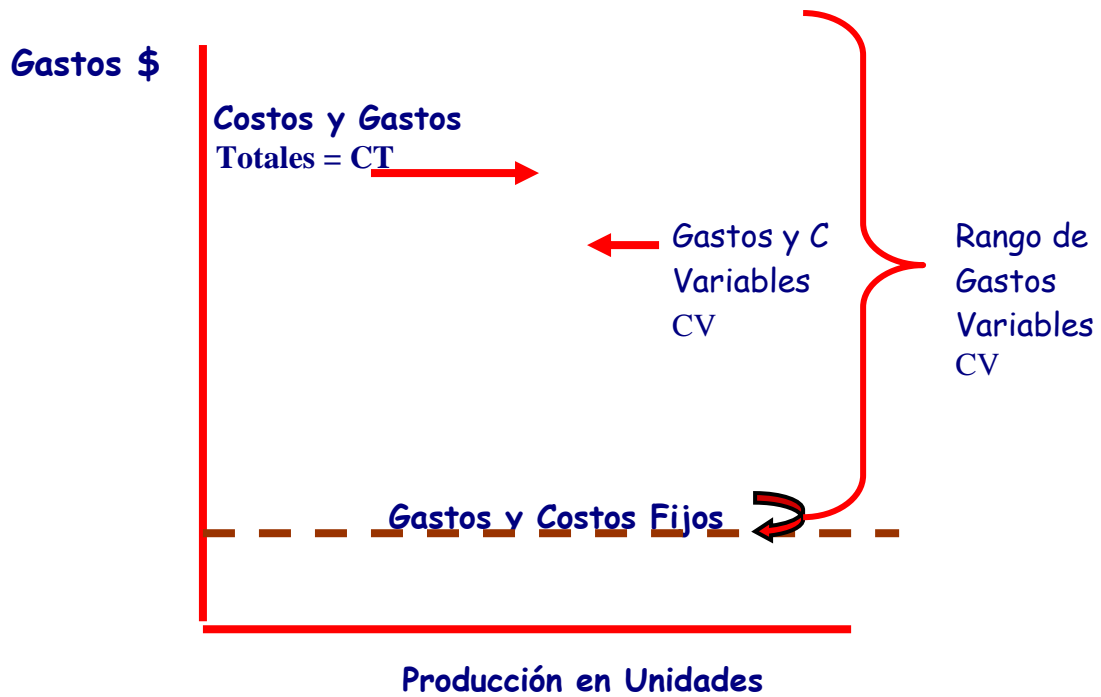 Gastos $
Costos y Gastos
Totales = CT
Gastos y C
Variables
CV
Rango de
Gastos
Variables
CV
Gastos y Costos Fijos
Producción en Unidades